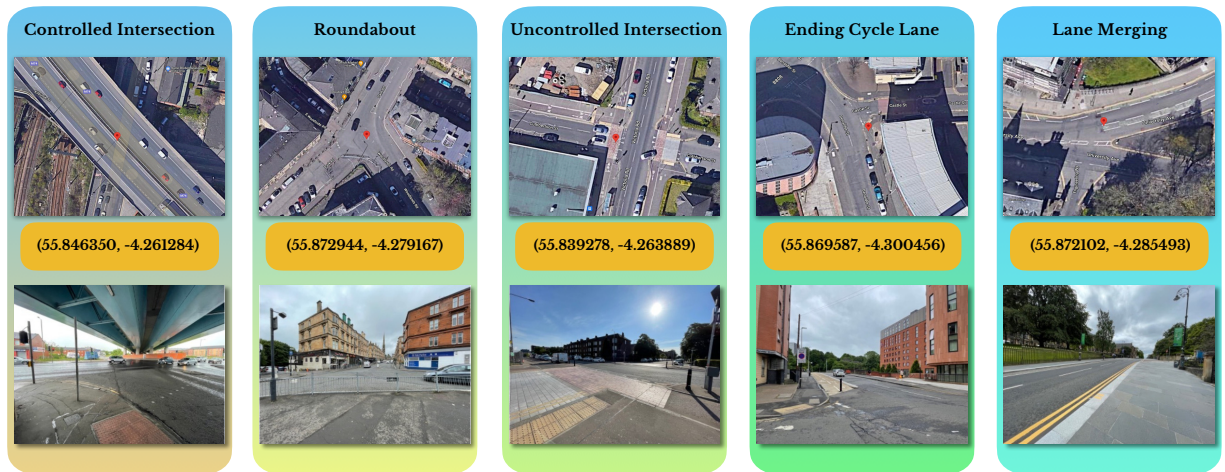 Controlled Intersection
Roundabout
Uncontrolled Intersection
Ending Cycle Lane
Lane Merging
(55.846350, -4.261284)
(55.872944, -4.279167)
(55.839278, -4.263889)
(55.869587, -4.300456)
(55.872102, -4.285493)